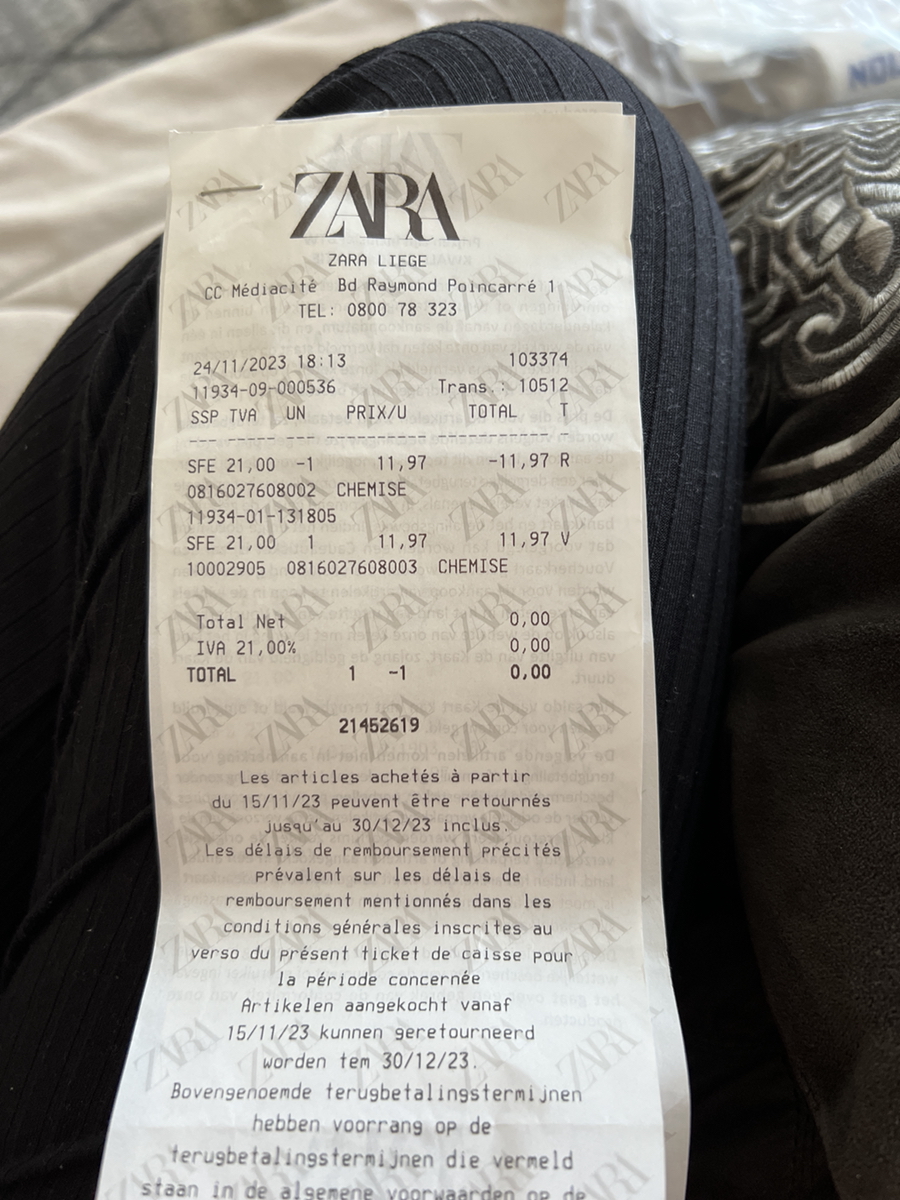 ZARA
ZARA LIEGE
CC Médiacité Bd Raymond Poincarré 1
TEL: 0800 78 323
24/11/2023 18:13 103374
11934-09-000536 Trans.: 10512
SSP TVA UN PRIX/U TOTAL T
--- ----- --- ------------------ -
SFE 21,00 -1 11,97 -11,97 R
0816027608002 CHEMISE
11934-01-131805
SFE 21,00 1 11,97 11,97 V
10002905 0816027608003 CHEMISE
Total Net 0,00
IVA 21,00% 0,00
TOTAL 1 -1 0,00
21452619
Les articles achetés à partir
du 15/11/23 peuvent être retournés
jusqu'au 30/12/23 inclus.
Les délais de remboursement précités
prévalent sur les délais de
remboursement mentionnés dans les
conditions générales inscrites au
verso du présent ticket de caisse pour
la période concernée
Artikelen aangekocht vanaf
15/11/23 kunnen geretourneerd
worden tem 30/12/23.
Bovengenoemde terugbetalingstermijnen
hebben voorrang op de
terugbetalingstermijnen die vermeld
staan in de algemene voorwaarden op de